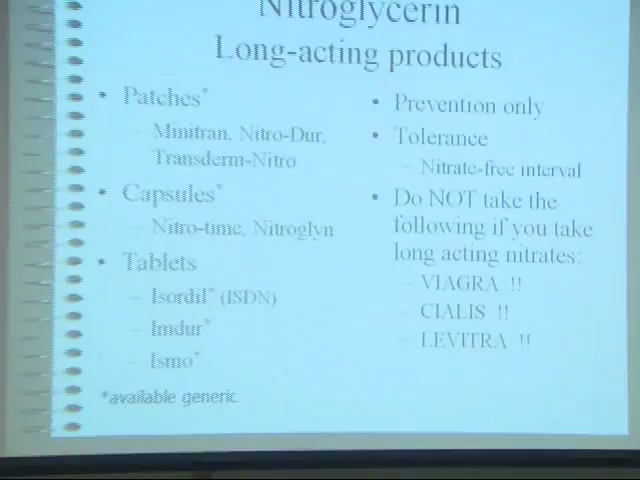 Nitroglycerin
Long-acting products
• Patches*
– Minitran, Nitro-Dur,
Transderm-Nitro
• Capsules*
– Nitro-time, Nitroglyn
• Tablets
– Isordil* (ISDN)
– Imdur*
– Ismo*
*available generic
• Prevention only
• Tolerance
– Nitrate-free interval
• Do NOT take the
following if you take
long acting nitrates:
– VIAGRA !!
– CIALIS !!
– LEVITRA !!